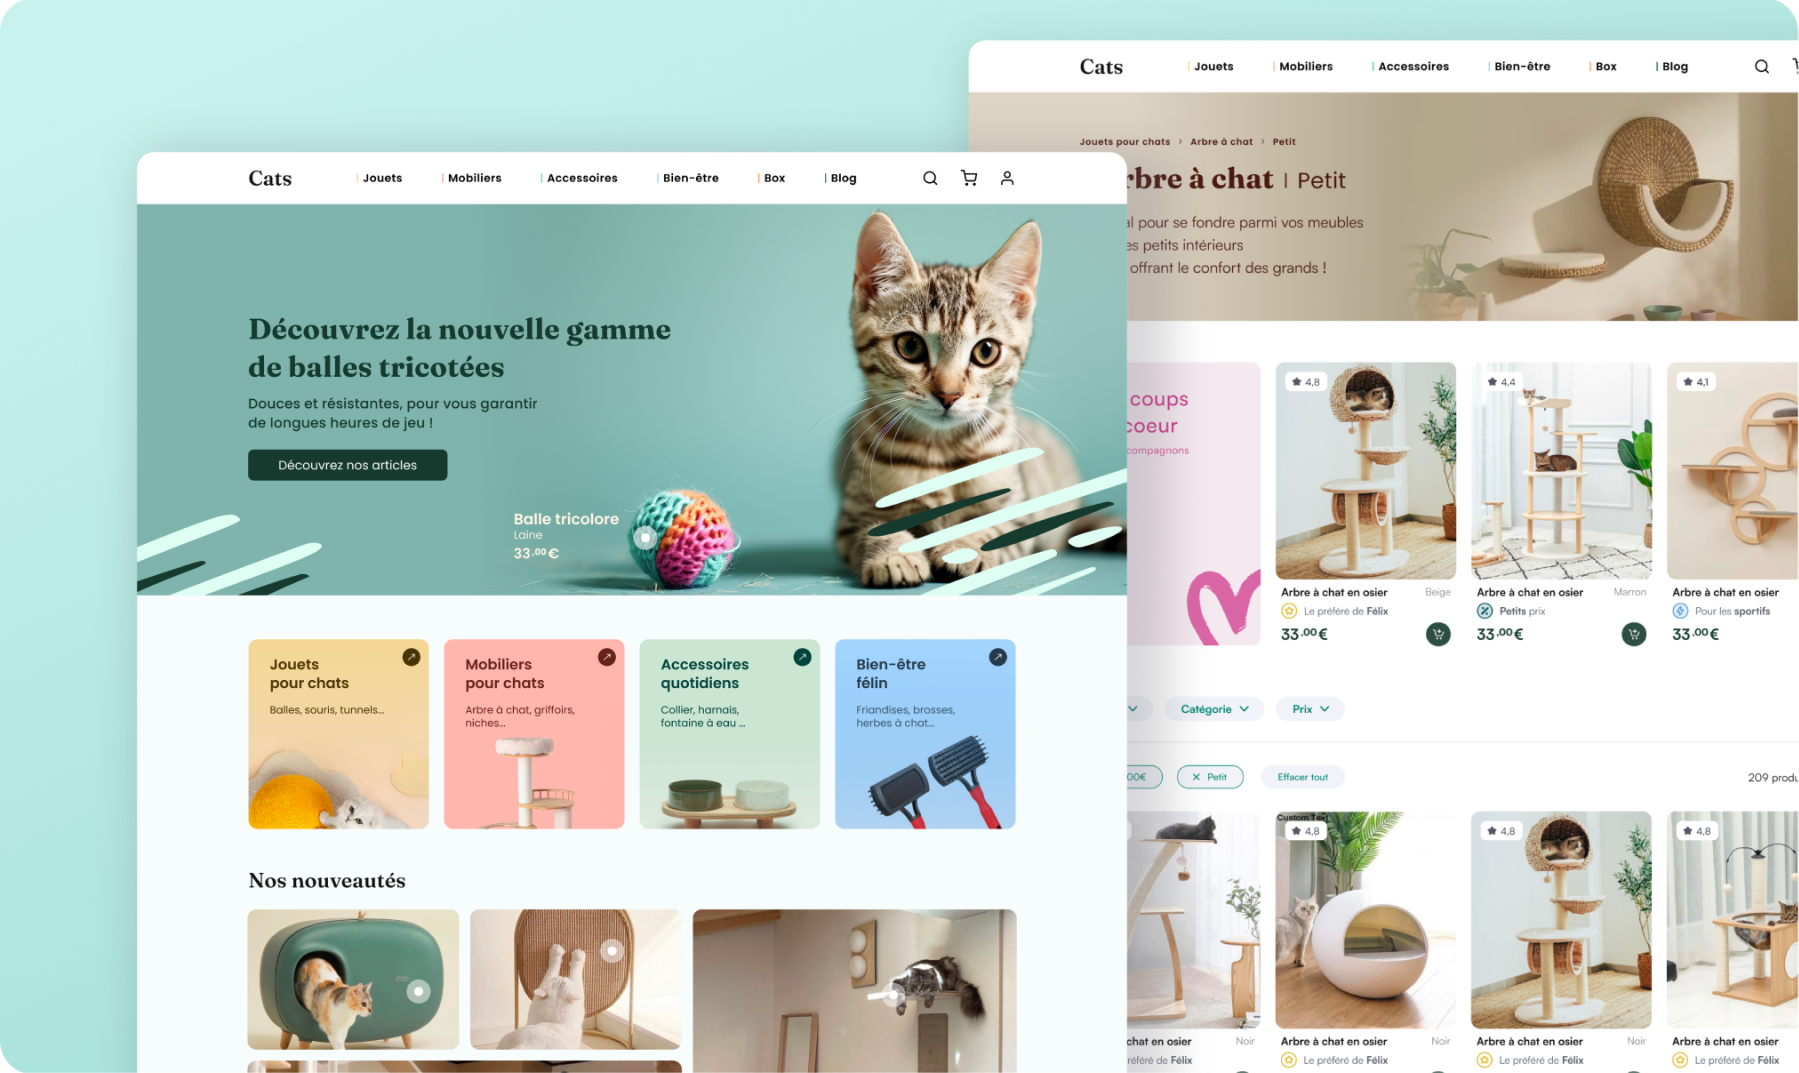 Cats
Jouets
Mobiliers
Accessoires
Bien-être
Box
Blog
Jouets pour chats > Arbre à chat > Petit
bre à chat | Petit
al pour se fondre parmi vos meubles
es petits intérieurs
offrant le confort des grands !
Cats
Jouets
Mobiliers
Accessoires
Bien-être
Box
Blog
Découvrez la nouvelle gamme
de balles tricotées
Douces et résistantes, pour vous garantir
de longues heures de jeu !
Découvrez nos articles
Balle tricolore
Laine
33,00€
coups
coeur
compagnons
4,8
4,4
4,1
Arbre à chat en osier
Beige
Le préféré de Félix
33,00€
Arbre à chat en osier
Marron
Petits prix
33,00€
Arbre à chat en osier
Pour les sportifs
33,00€
Jouets
pour chats
Balles, souris, tunnels...
Mobiliers
pour chats
Arbre à chat, griffoirs,
niches...
Accessoires
quotidiens
Collier, harnais,
fontaine à eau ...
Bien-être
félin
Friandises, brosses,
herbes à chat...
Catégorie
Prix
00€
Petit
Effacer tout
209 produ
Custom Text
4,8
4,8
4,8
Nos nouveautés
chat en osier
Noir
référé de Félix
Arbre à chat en osier
Noir
Le préféré de Félix
Arbre à chat en osier
Noir
Le préféré de Félix
Arbre à chat en osier
Le préféré de Félix